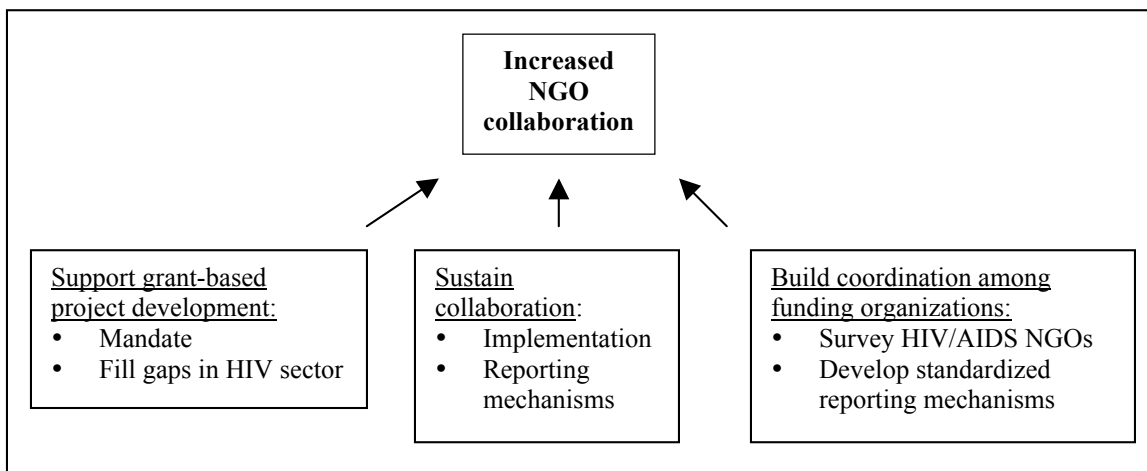 Increased
NGO
collaboration
Support grant-based
project development:
• Mandate
• Fill gaps in HIV sector
Sustain
collaboration:
• Implementation
• Reporting
mechanisms
Build coordination among
funding organizations:
• Survey HIV/AIDS NGOs
• Develop standardized
reporting mechanisms